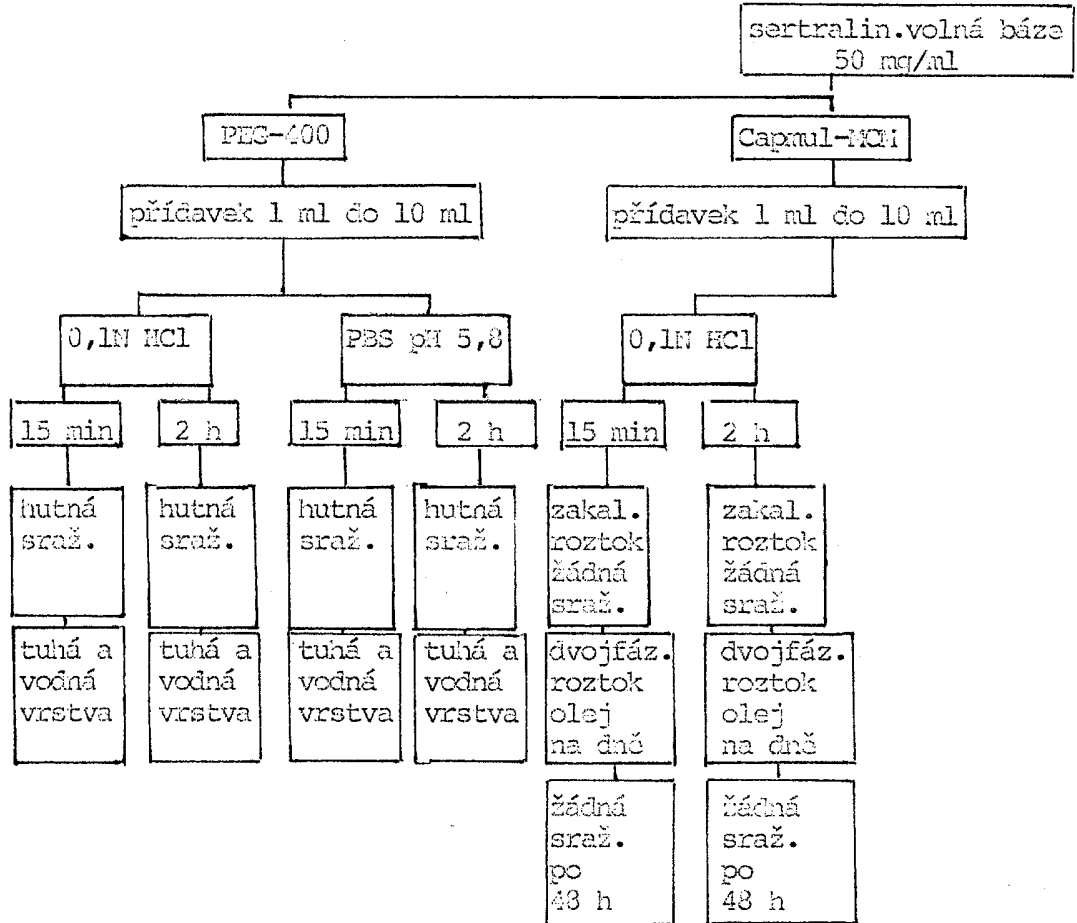 sertralin.volná báze
50 mg/ml
PEG-400
Capmul-MCM
přídavek 1 ml do 10 ml
přídavek 1 ml do 10 ml
0,1N HCl
PBS pH 5,8
0,1N HCl
15 min
2 h
15 min
2 h
15 min
2 h
hutná
sraž.
hutná
sraž.
hutná
sraž.
hutná
sraž.
zakal.
roztok
žádná
sraž.
zakal.
roztok
žádná
sraž.
tuhá a
vodná
vrstva
tuhá a
vodná
vrstva
tuhá a
vodná
vrstva
tuhá a
vodná
vrstva
dvojfáz.
roztok
olej
na dně
dvojfáz.
roztok
olej
na dně
žádná
sraž.
po
48 h
žádná
sraž.
po
48 h